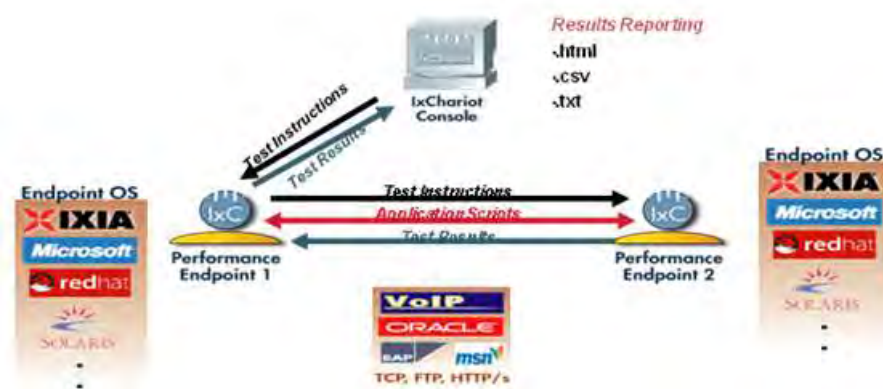 Results Reporting
.html
.csv
.txt
IxChariot
Console
Test Instructions
Test Results
Endpoint OS
IXIA
Microsoft
redhat
SOLARIS
IxC
Performance
Endpoint 1
Test Instructions
Application Scripts
Test Results
IxC
Performance
Endpoint 2
Endpoint OS
IXIA
Microsoft
redhat
SOLARIS
VoIP
ORACLE
SAP
msn
TCP, FTP, HTTP/s